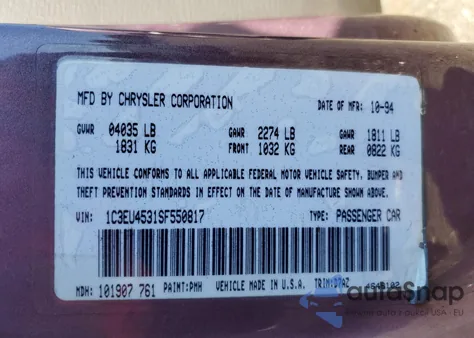 MFD BY CHRYSLER CORPORATION DATE OF MFR: 10-94
GVWR 04035 LB GAWR 2274 LB GAWR 1811 LB
1831 KG FRONT 1032 KG REAR 0822 KG
THIS VEHICLE CONFORMS TO ALL APPLICABLE FEDERAL MOTOR VEHICLE SAFETY, BUMPER AND
THEFT PREVENTION STANDARDS IN EFFECT ON THE DATE OF MANUFACTURE SHOWN ABOVE.
VIN: 1C3EU4531SF550817 TYPE: PASSENGER CAR
MDH: 101907 761 PAINT:PMH VEHICLE MADE IN U.S.A. TRIM:
autoSnap